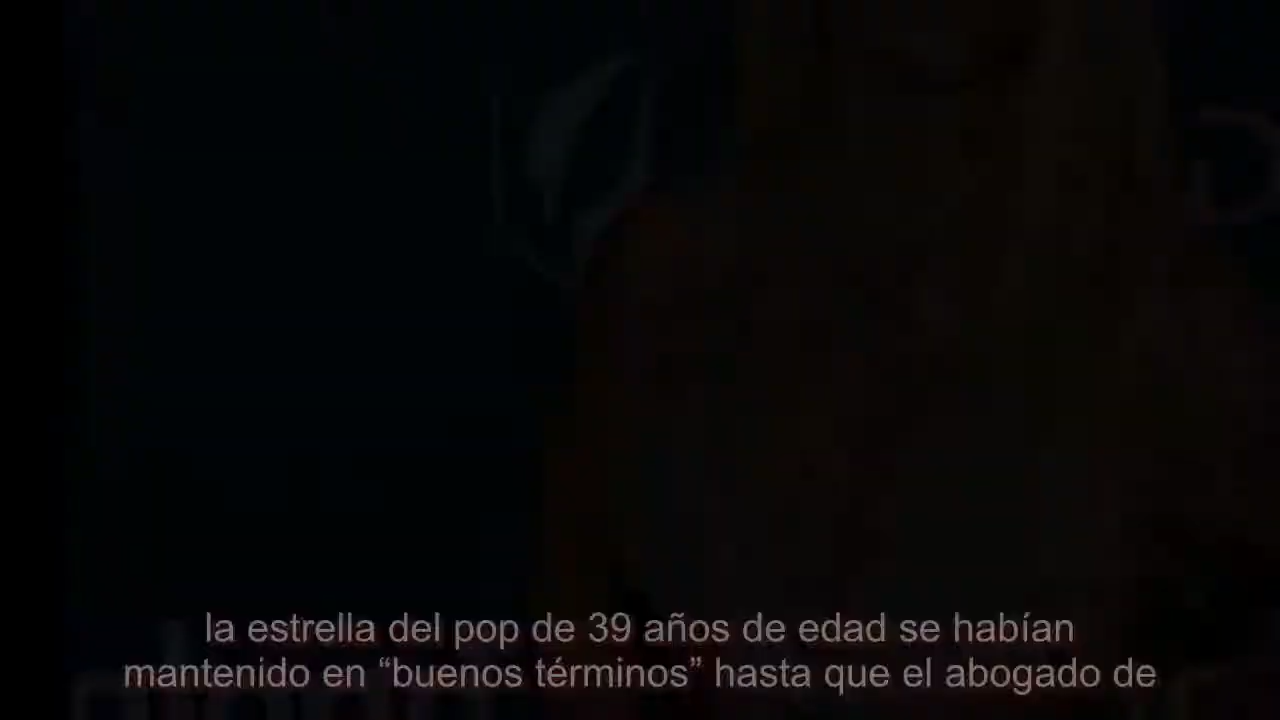 la estrella del pop de 39 años de edad se habían
mantenido en “buenos términos” hasta que el abogado de